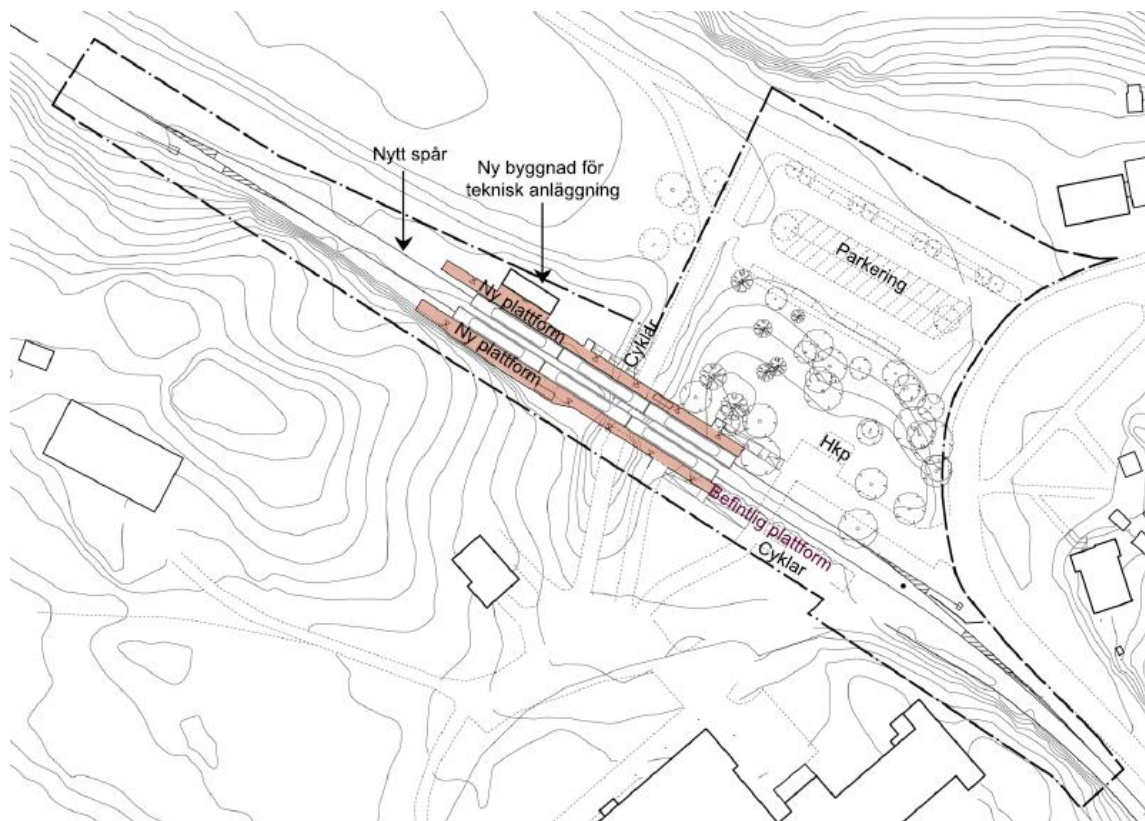 Nytt spår
Ny byggnad för
teknisk anläggning
Parkering
Ny plattform
Cyklar
Ny plattform
Hkp
Befintlig plattform
Cyklar